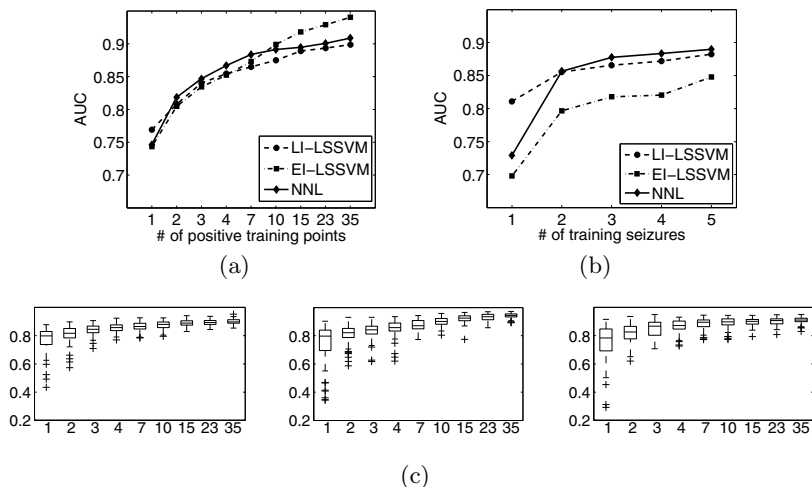 0.9
0.85
0.8
0.75
0.7
AUC
LI-LSSVM
EI-LSSVM
NNL
1 2 3 4 7 10 15 23 35
# of positive training points
(a)
0.9
0.85
0.8
0.75
0.7
AUC
LI-LSSVM
EI-LSSVM
NNL
1 2 3 4 5
# of training seizures
(b)
0.8
0.6
0.4
0.2
1 2 3 4 7 10 15 23 35
0.8
0.6
0.4
0.2
1 2 3 4 7 10 15 23 35
0.8
0.6
0.4
0.2
1 2 3 4 7 10 15 23 35
(c)